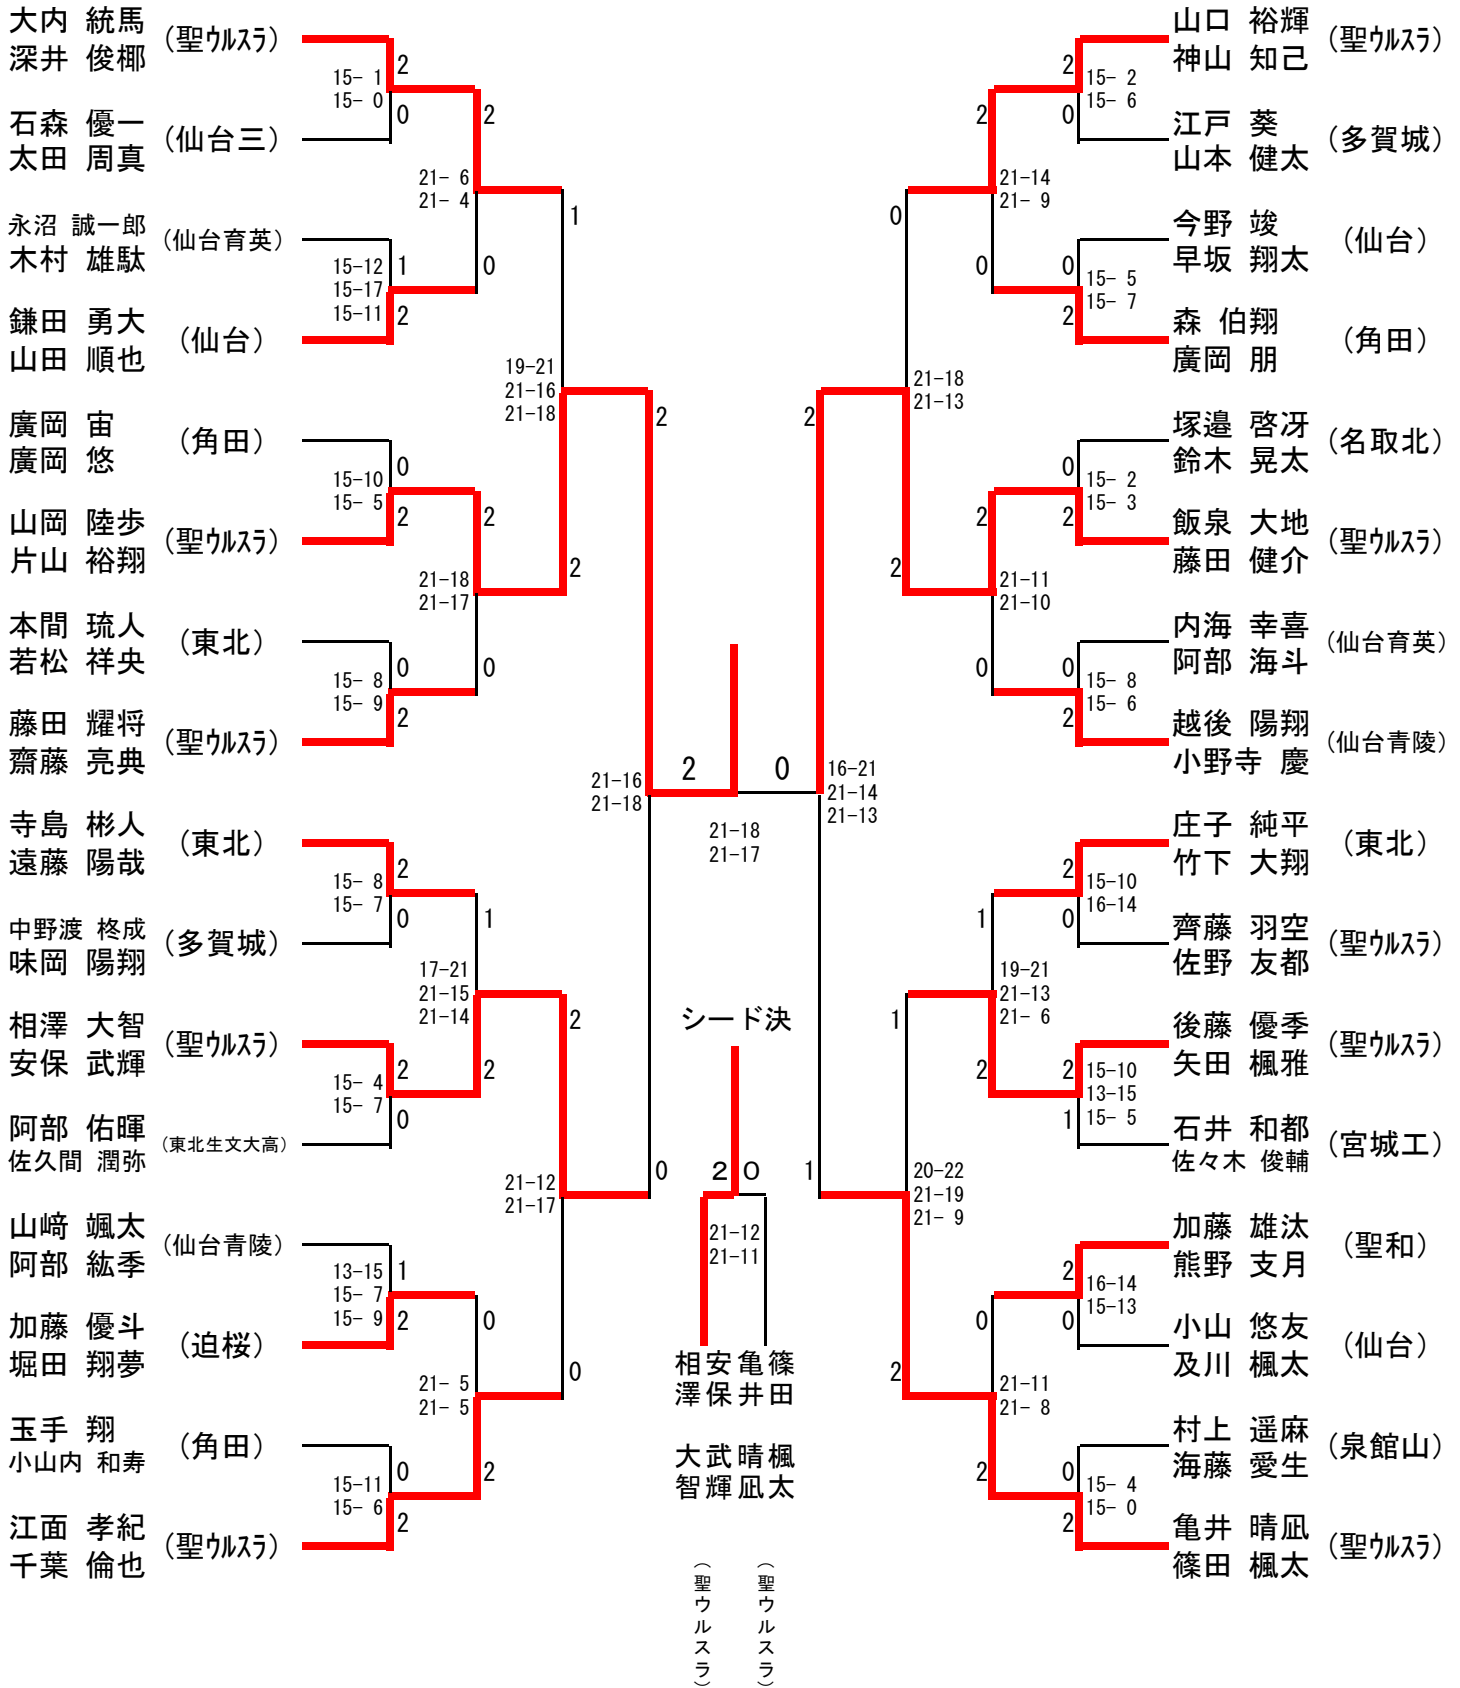 大内 統馬
深井 俊梛
(聖ウルスラ)
石森 優一
太田 周真
(仙台三)
永沼 誠一郎
木村 雄駄
(仙台育英)
鎌田 勇大
山田 順也
(仙台)
廣岡 宙
廣岡 悠
(角田)
山岡 陸歩
片山 裕翔
(聖ウルスラ)
本間 琉人
若松 祥央
(東北)
藤田 耀将
齋藤 亮典
(聖ウルスラ)
寺島 彬人
遠藤 陽哉
(東北)
中野渡 柊成
味岡 陽翔
(多賀城)
相澤 大智
安保 武輝
(聖ウルスラ)
阿部 佑暉
佐久間 潤弥
(東北生文大高)
山﨑 颯太
阿部 紘季
(仙台青陵)
加藤 優斗
堀田 翔夢
(迫桜)
玉手 翔
小山内 和寿
(角田)
江面 孝紀
千葉 倫也
(聖ウルスラ)
2
15- 1
15- 0
0
1
15-12
15-17
15-11
2
0
15-10
15- 5
2
0
15- 8
15- 9
2
2
15- 8
15- 7
0
2
15- 4
15- 7
0
1
13-15
15- 7
15- 9
2
0
15-11
15- 6
2
2
21- 6
21- 4
0
2
21-18
21-17
0
1
17-21
21-15
21-14
2
0
21- 5
21- 5
2
1
19-21
21-16
21-18
2
2
21-12
21-17
0
2
21-16
21-18
0
2
0
21-18
21-17
シード決
2
0
21-12
21-11
相澤 大智
安保 武輝
亀井 晴凪
篠田 楓太
(聖ウルスラ)
(聖ウルスラ)
2
16-21
21-14
21-13
1
0
21-18
21-13
2
1
20-22
21-19
21- 9
2
2
21-14
21- 9
0
2
21-11
21-10
0
1
19-21
21-13
21- 6
2
0
21-11
21- 8
2
2
15- 2
15- 6
0
0
15- 5
15- 7
2
0
15- 2
15- 3
2
0
15- 8
15- 6
2
2
15-10
16-14
0
2
15-10
13-15
15- 5
1
2
16-14
15-13
0
0
15- 4
15- 0
2
山口 裕輝
神山 知己
(聖ウルスラ)
江戸 葵
山本 健太
(多賀城)
今野 竣
早坂 翔太
(仙台)
森 伯翔
廣岡 朋
(角田)
塚邉 啓冴
鈴木 晃太
(名取北)
飯泉 大地
藤田 健介
(聖ウルスラ)
内海 幸喜
阿部 海斗
(仙台育英)
越後 陽翔
小野寺 慶
(仙台青陵)
庄子 純平
竹下 大翔
(東北)
齊藤 羽空
佐野 友都
(聖ウルスラ)
後藤 優季
矢田 楓雅
(聖ウルスラ)
石井 和都
佐々木 俊輔
(宮城工)
加藤 雄汰
熊野 支月
(聖和)
小山 悠友
及川 楓太
(仙台)
村上 遥麻
海藤 愛生
(泉館山)
亀井 晴凪
篠田 楓太
(聖ウルスラ)